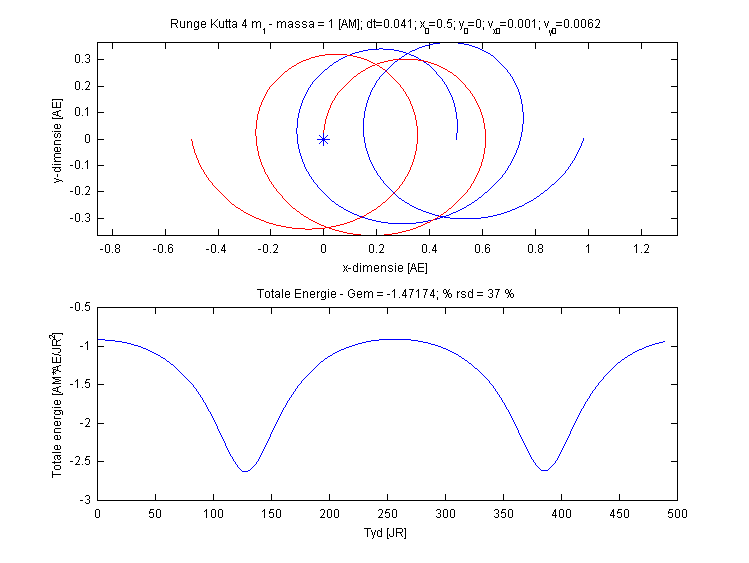 Runge Kutta 4 m₁ - massa = 1 [AM]; dt=0.041; x₀=0.5; y₀=0; vₓ₀=0.001; v_y0=0.0062
0.3
0.2
0.1
0
-0.1
-0.2
-0.3
y-dimensie [AE]
-0.8 -0.6 -0.4 -0.2 0 0.2 0.4 0.6 0.8 1 1.2
x-dimensie [AE]
Totale Energie - Gem = -1.47174; % rsd = 37 %
-0.5
-1
-1.5
-2
-2.5
-3
Totale energie [AM*AE/JR²]
0 50 100 150 200 250 300 350 400 450 500
Tyd [JR]